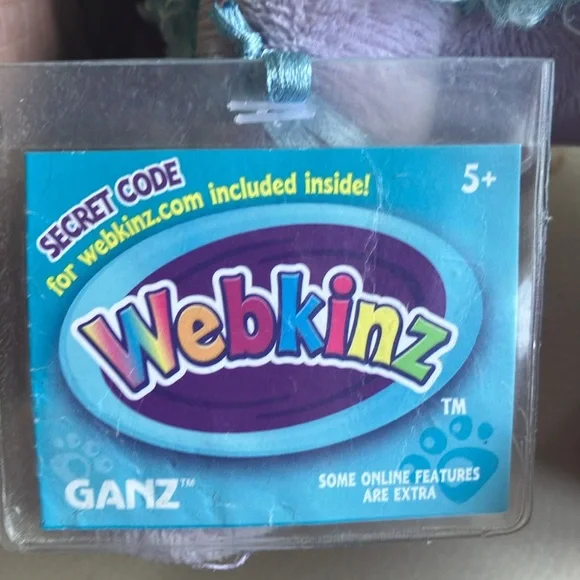 SECRET CODE
for webkinz.com included inside!
5+
Webkinz
TM
GANZ™
SOME ONLINE FEATURES
ARE EXTRA